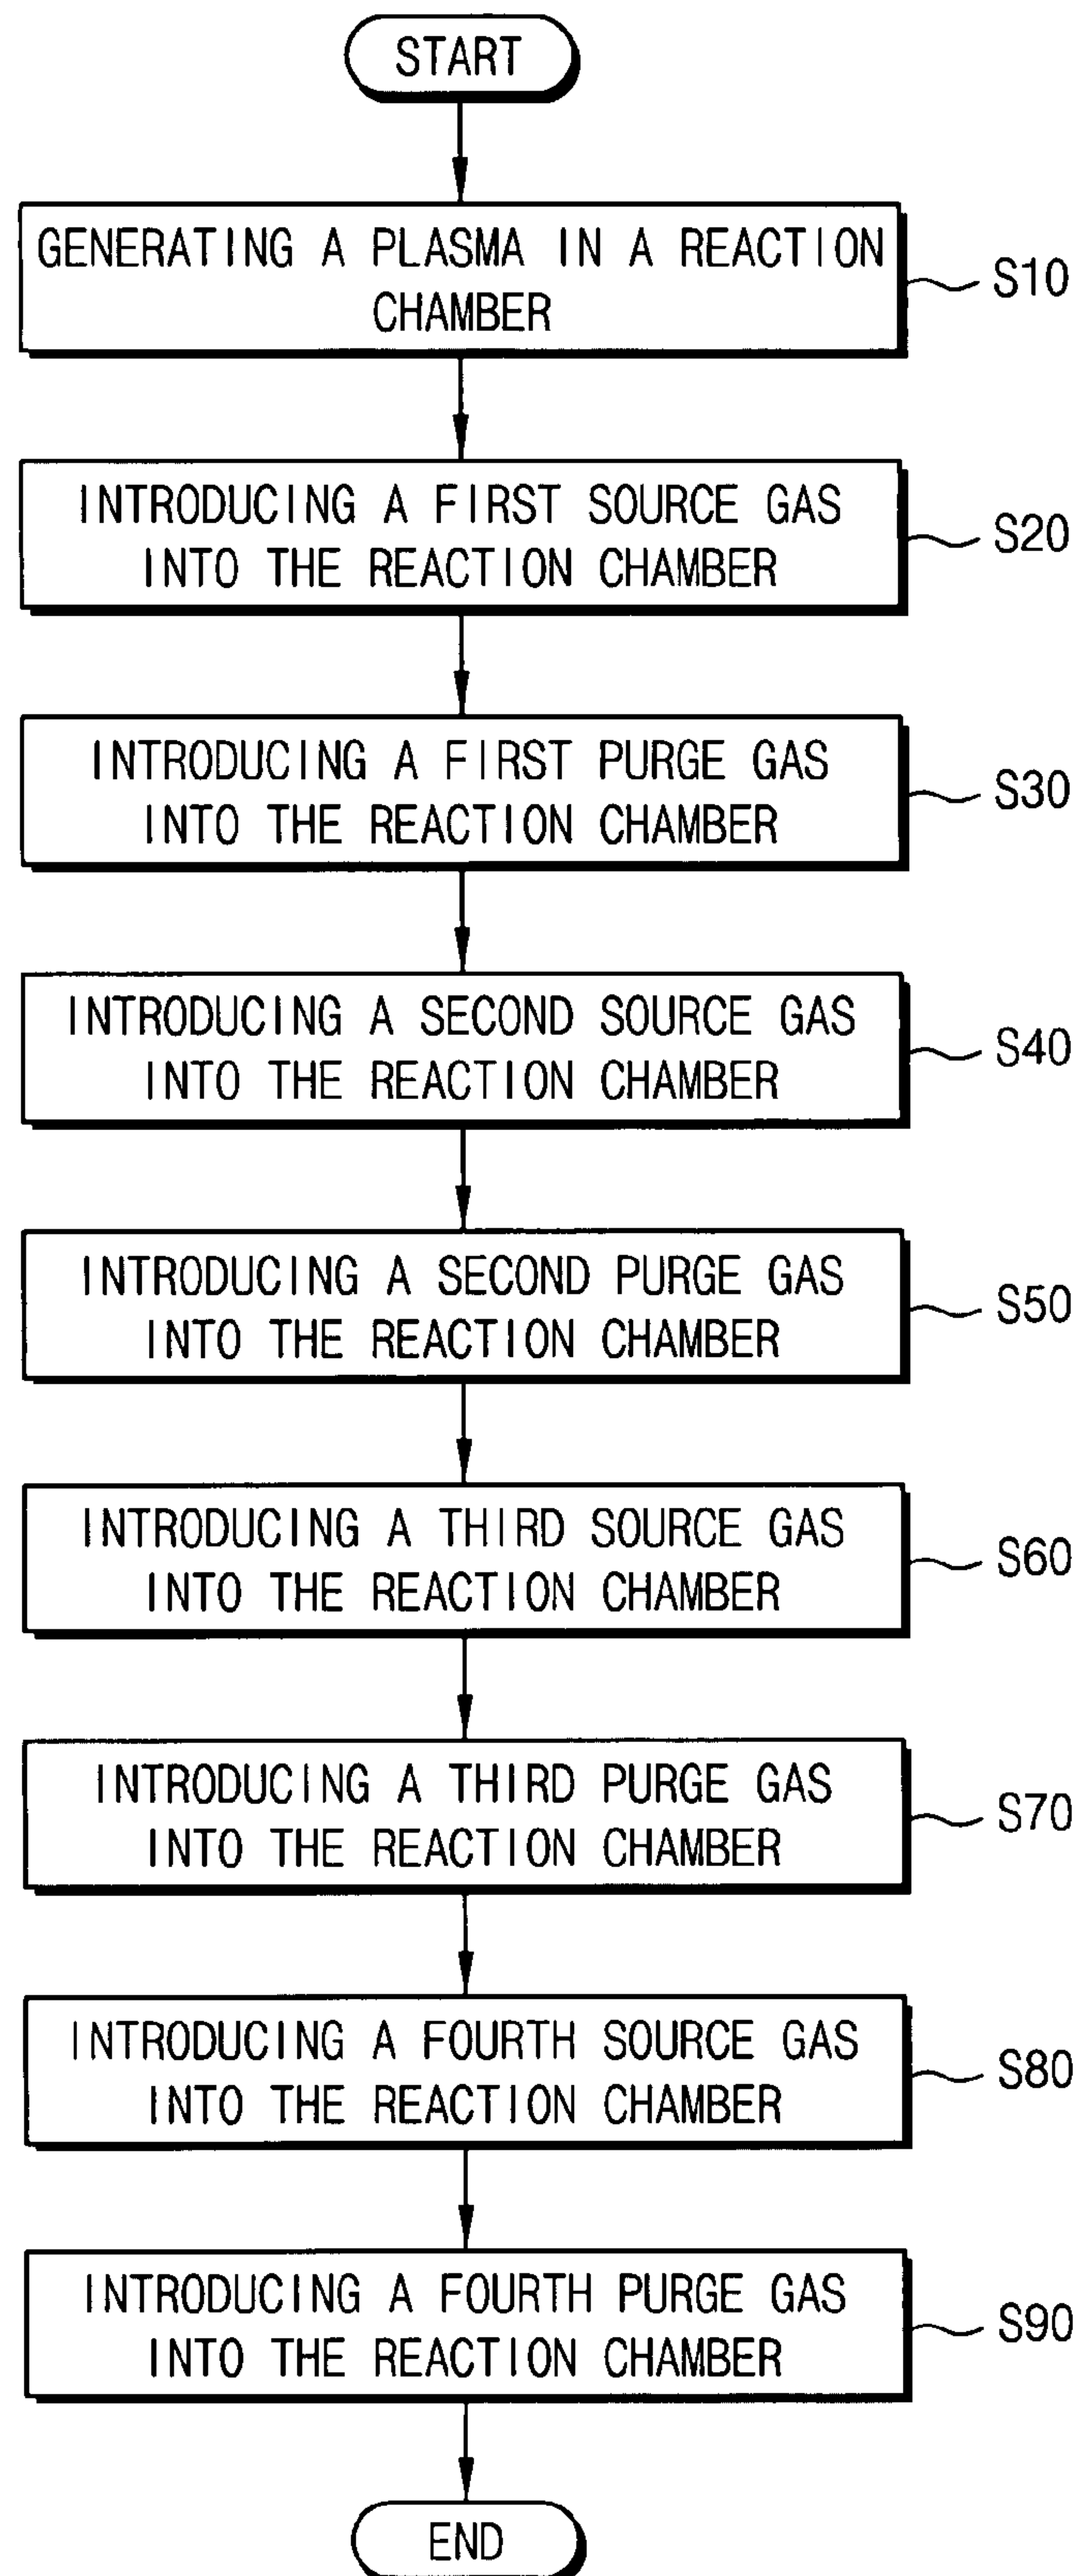 START
GENERATING A PLASMA IN A REACTION
CHAMBER
S10
INTRODUCING A FIRST SOURCE GAS
INTO THE REACTION CHAMBER
S20
INTRODUCING A FIRST PURGE GAS
INTO THE REACTION CHAMBER
S30
INTRODUCING A SECOND SOURCE GAS
INTO THE REACTION CHAMBER
S40
INTRODUCING A SECOND PURGE GAS
INTO THE REACTION CHAMBER
S50
INTRODUCING A THIRD SOURCE GAS
INTO THE REACTION CHAMBER
S60
INTRODUCING A THIRD PURGE GAS
INTO THE REACTION CHAMBER
S70
INTRODUCING A FOURTH SOURCE GAS
INTO THE REACTION CHAMBER
S80
INTRODUCING A FOURTH PURGE GAS
INTO THE REACTION CHAMBER
S90
END